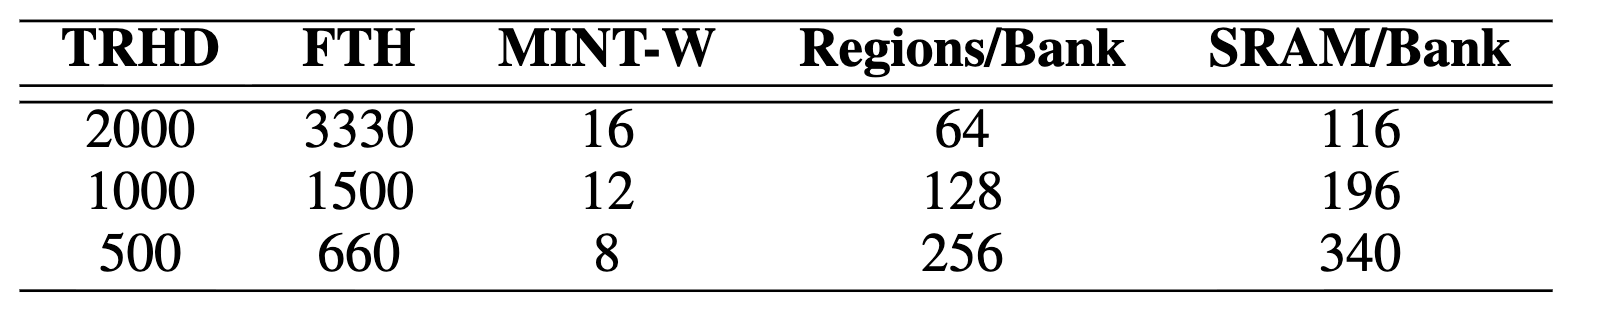 TRHD FTH MINT-W Regions/Bank SRAM/Bank
2000 3330 16 64 116
1000 1500 12 128 196
500 660 8 256 340